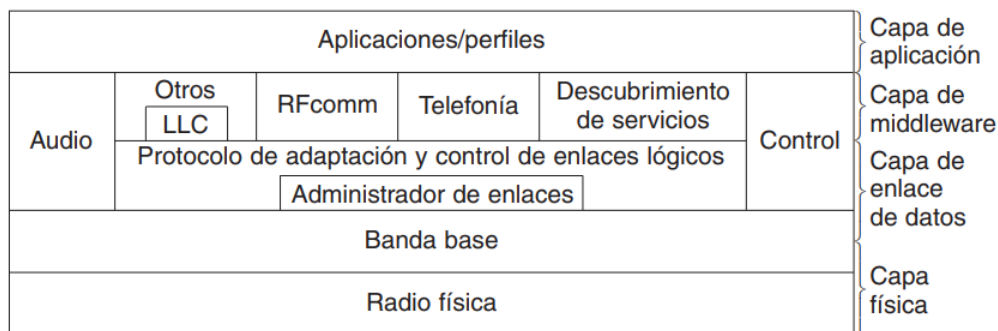 Aplicaciones/perfiles
Capa de
aplicación
Audio
Otros
LLC
RFcomm
Telefonía
Descubrimiento
de servicios
Control
Capa de
middleware
Protocolo de adaptación y control de enlaces lógicos
Administrador de enlaces
Capa de
enlace
de datos
Banda base
Radio física
Capa
física